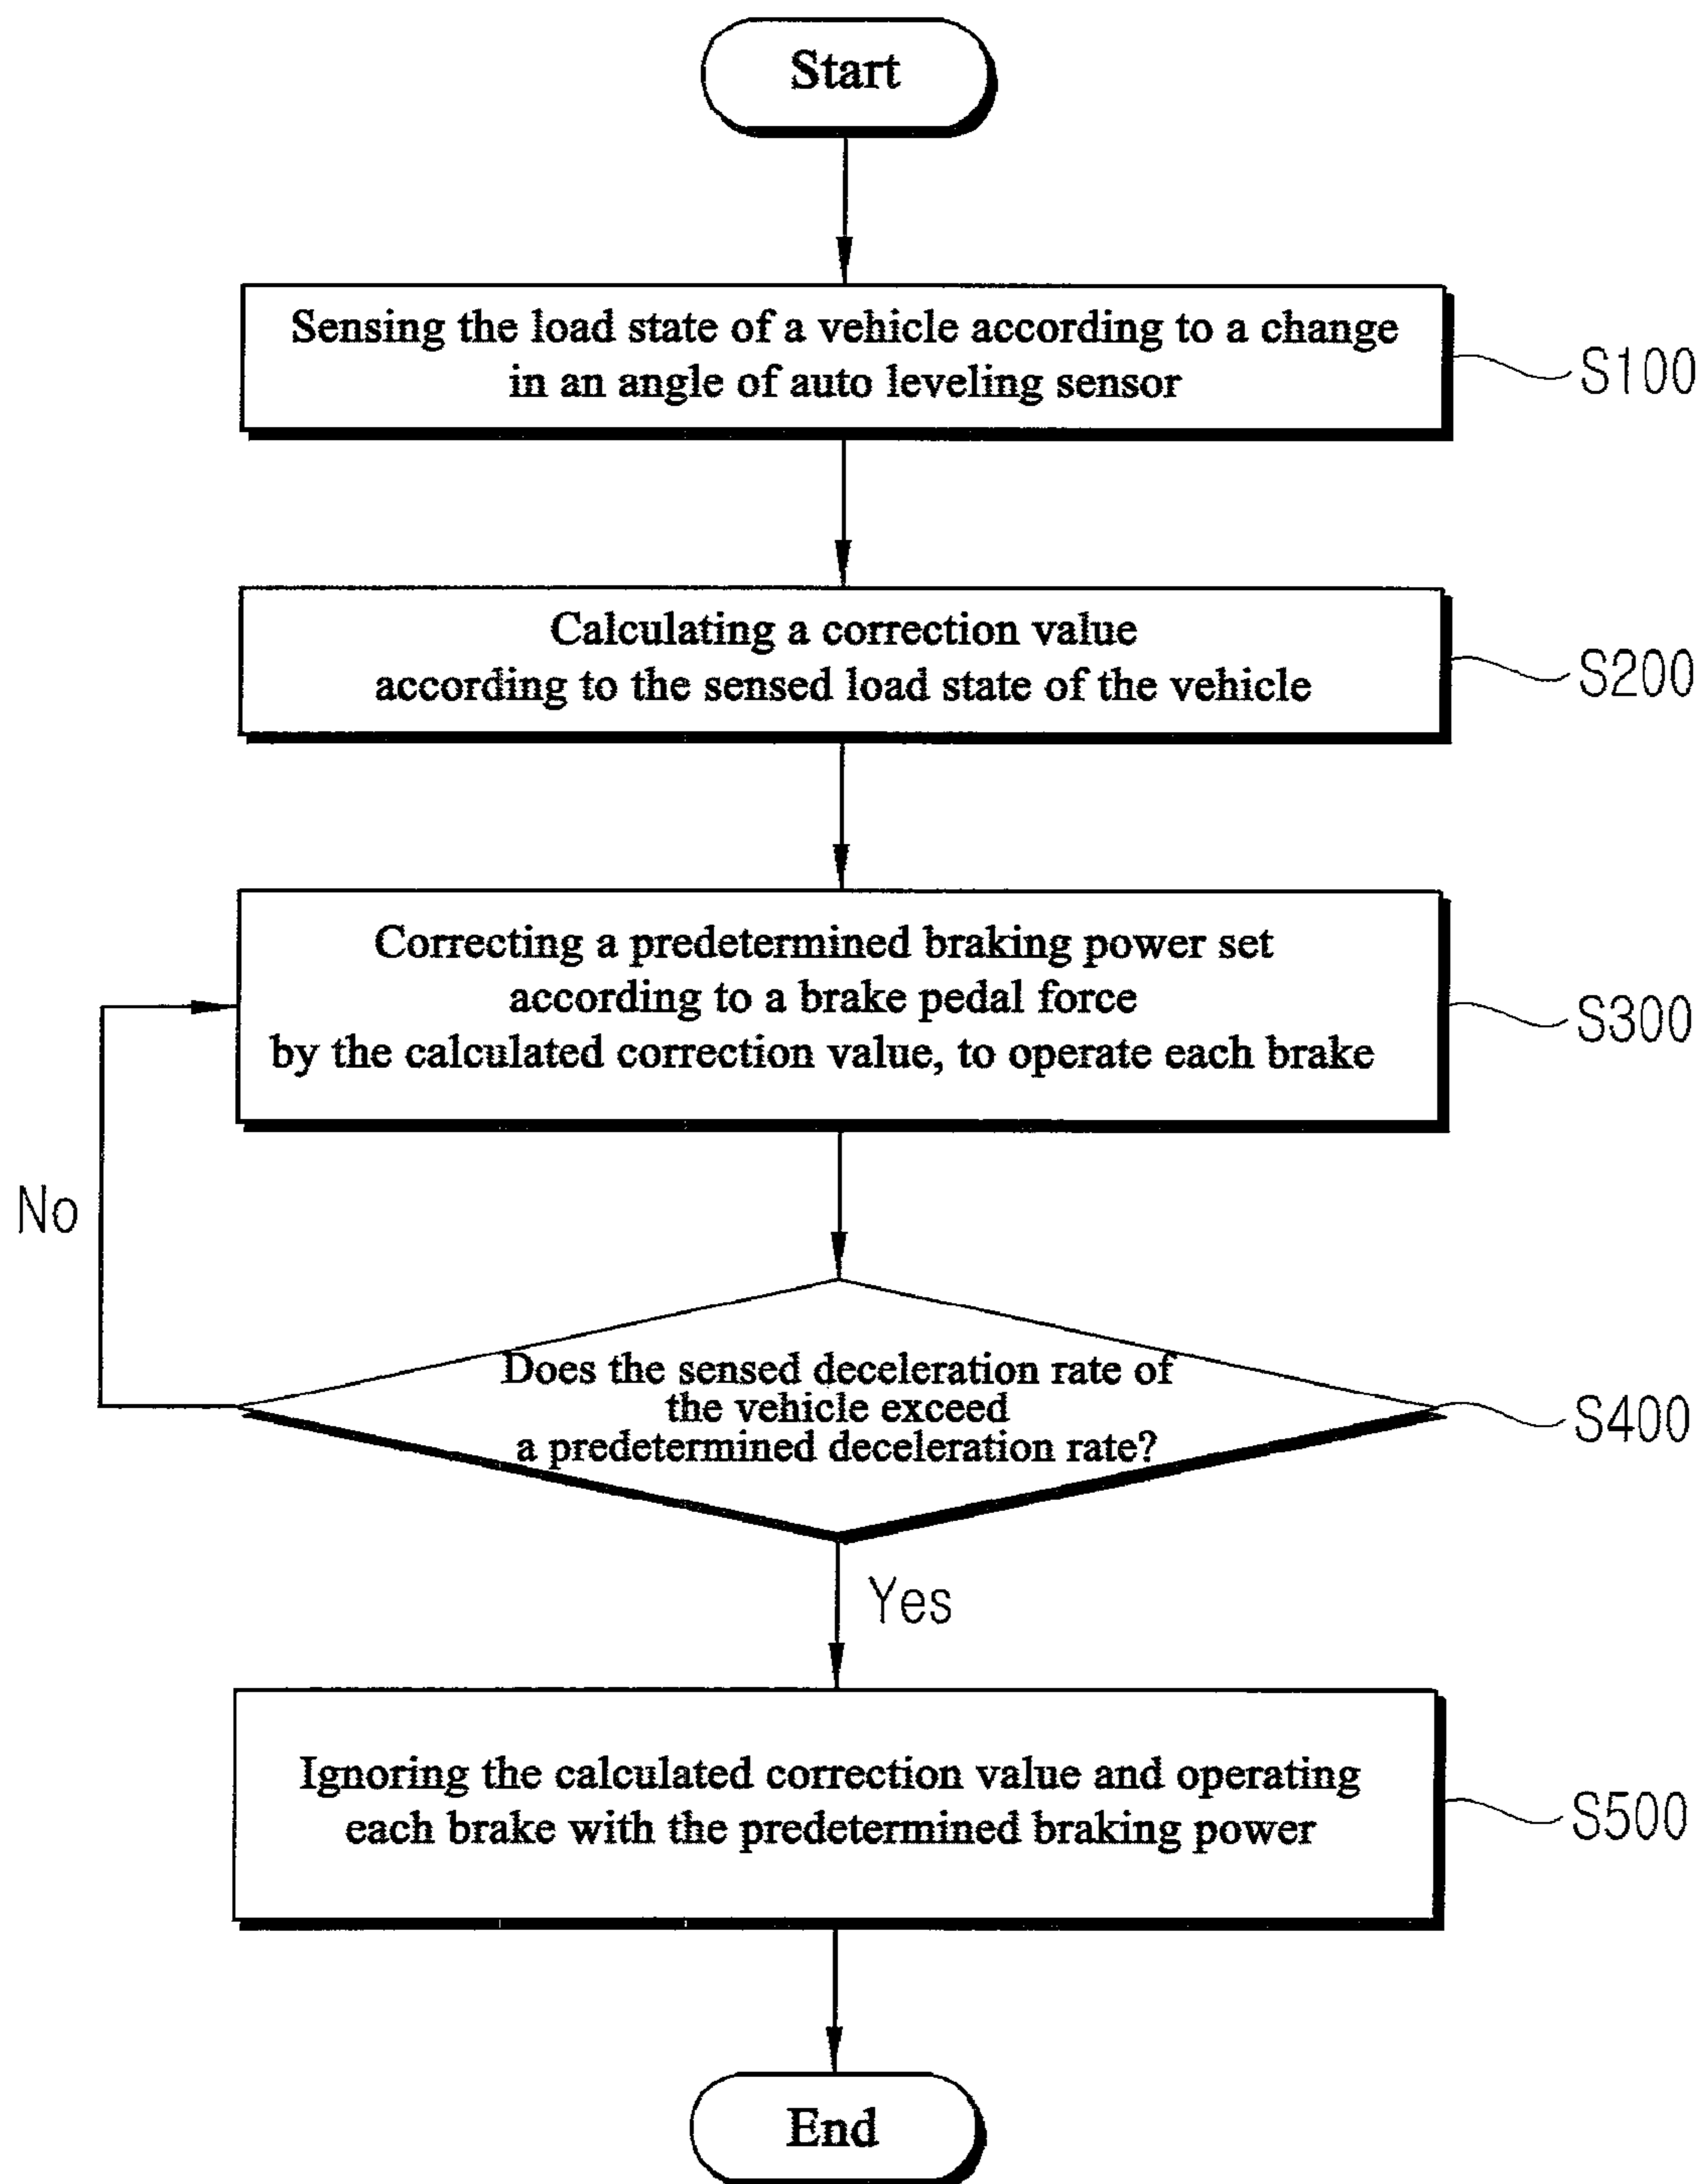 Start
Sensing the load state of a vehicle according to a change
in an angle of auto leveling sensor
S100
Calculating a correction value
according to the sensed load state of the vehicle
S200
Correcting a predetermined braking power set
according to a brake pedal force
by the calculated correction value, to operate each brake
S300
No
Does the sensed deceleration rate of
the vehicle exceed
a predetermined deceleration rate?
S400
Yes
Ignoring the calculated correction value and operating
each brake with the predetermined braking power
S500
End